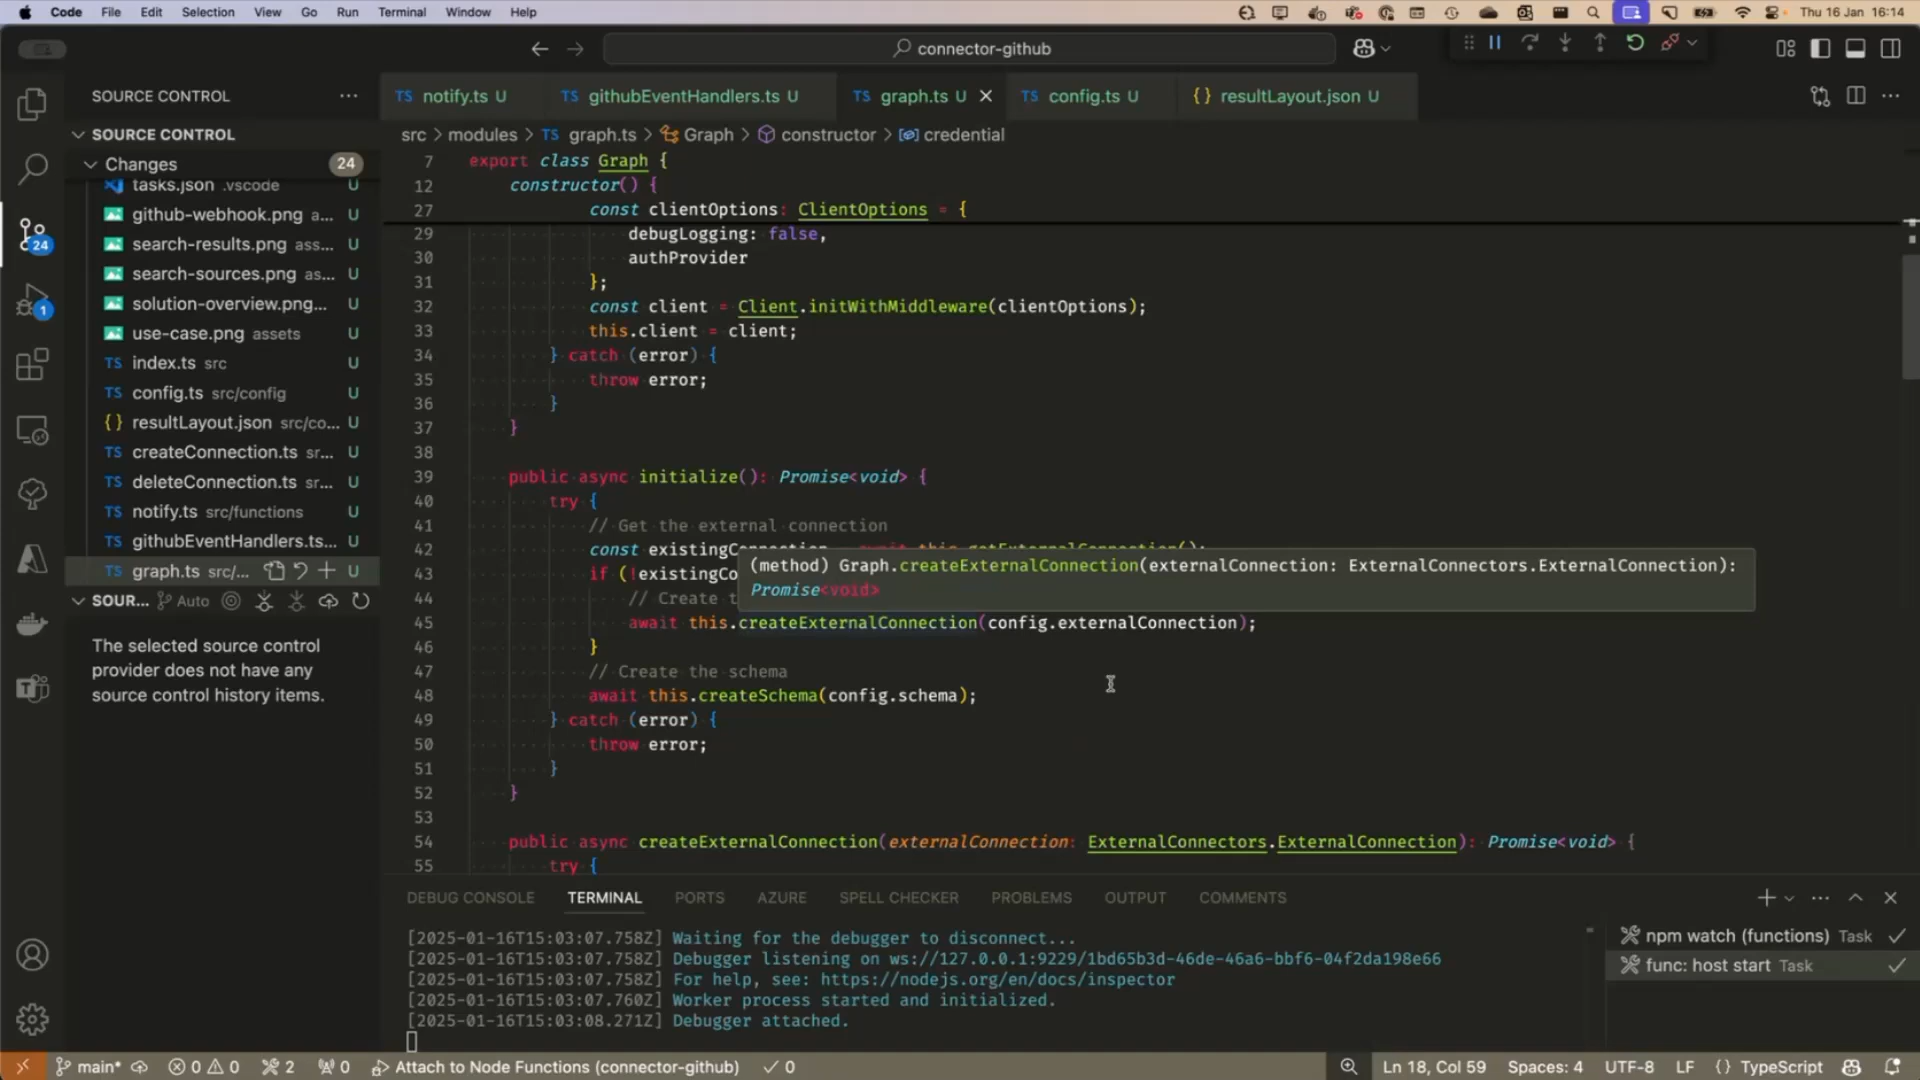 Code File Edit Selection View Go Run Terminal Window Help
Thu 16 Jan 16:14
connector-github
SOURCE CONTROL
notify.ts U
githubEventHandlers.ts U
graph.ts U
config.ts U
resultLayout.json U
SOURCE CONTROL
Changes 24
tasks.json .vscode U
github-webhook.png a... U
search-results.png ass... U
search-sources.png as... U
solution-overview.png... U
use-case.png assets U
index.ts src U
config.ts src/config U
resultLayout.json src/co... U
createConnection.ts sr... U
deleteConnection.ts sr... U
notify.ts src/functions U
githubEventHandlers.ts... U
graph.ts src/... U
SOUR... Auto
The selected source control
provider does not have any
source control history items.
24
1
src > modules > TS graph.ts > Graph > constructor > credential
7 export class Graph {
12 constructor() {
27 const clientOptions: ClientOptions = {
29 debugLogging: false,
30 authProvider
31 };
32 const client = Client.initWithMiddleware(clientOptions);
33 this.client = client;
34 } catch (error) {
35 throw error;
36 }
37 }
38
39 public async initialize(): Promise<void> {
40 try {
41 // Get the external connection
42 const existingConnection = await this.getExternalConnection();
43 if (!existingCo
(method) Graph.createExternalConnection(externalConnection: ExternalConnectors.ExternalConnection):
Promise<void>
44 // Create t
45 await this.createExternalConnection(config.externalConnection);
46 }
47 // Create the schema
48 await this.createSchema(config.schema);
49 } catch (error) {
50 throw error;
51 }
52 }
53
54 public async createExternalConnection(externalConnection: ExternalConnectors.ExternalConnection): Promise<void> {
55 try {
DEBUG CONSOLE TERMINAL PORTS AZURE SPELL CHECKER PROBLEMS OUTPUT COMMENTS
[2025-01-16T15:03:07.758Z] Waiting for the debugger to disconnect...
[2025-01-16T15:03:07.758Z] Debugger listening on ws://127.0.0.1:9229/1bd65b3d-46de-46a6-bbf6-04f2da198e66
[2025-01-16T15:03:07.758Z] For help, see: https://nodejs.org/en/docs/inspector
[2025-01-16T15:03:07.760Z] Worker process started and initialized.
[2025-01-16T15:03:08.271Z] Debugger attached.
npm watch (functions) Task
func: host start Task
main* 0 0 2 0 Attach to Node Functions (connector-github) 0
Ln 18, Col 59 Spaces: 4 UTF-8 LF {} TypeScript